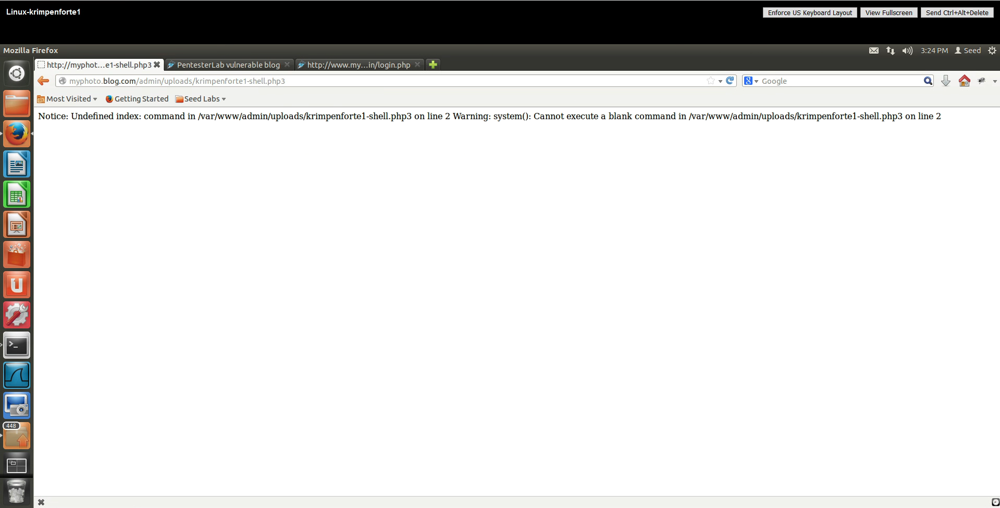 Linux-krimpenforte1
Enforce US Keyboard Layout View Fullscreen Send Ctrl+Alt+Delete
Mozilla Firefox 3:24 PM Seed
http://myphot...e1-shell.php3 PentesterLab vulnerable blog http://www.my...in/login.php
myphoto.blog.com/admin/uploads/krimpenforte1-shell.php3 8 Google
Most Visited Getting Started Seed Labs
Notice: Undefined index: command in /var/www/admin/uploads/krimpenforte1-shell.php3 on line 2 Warning: system(): Cannot execute a blank command in /var/www/admin/uploads/krimpenforte1-shell.php3 on line 2
U
>_
448